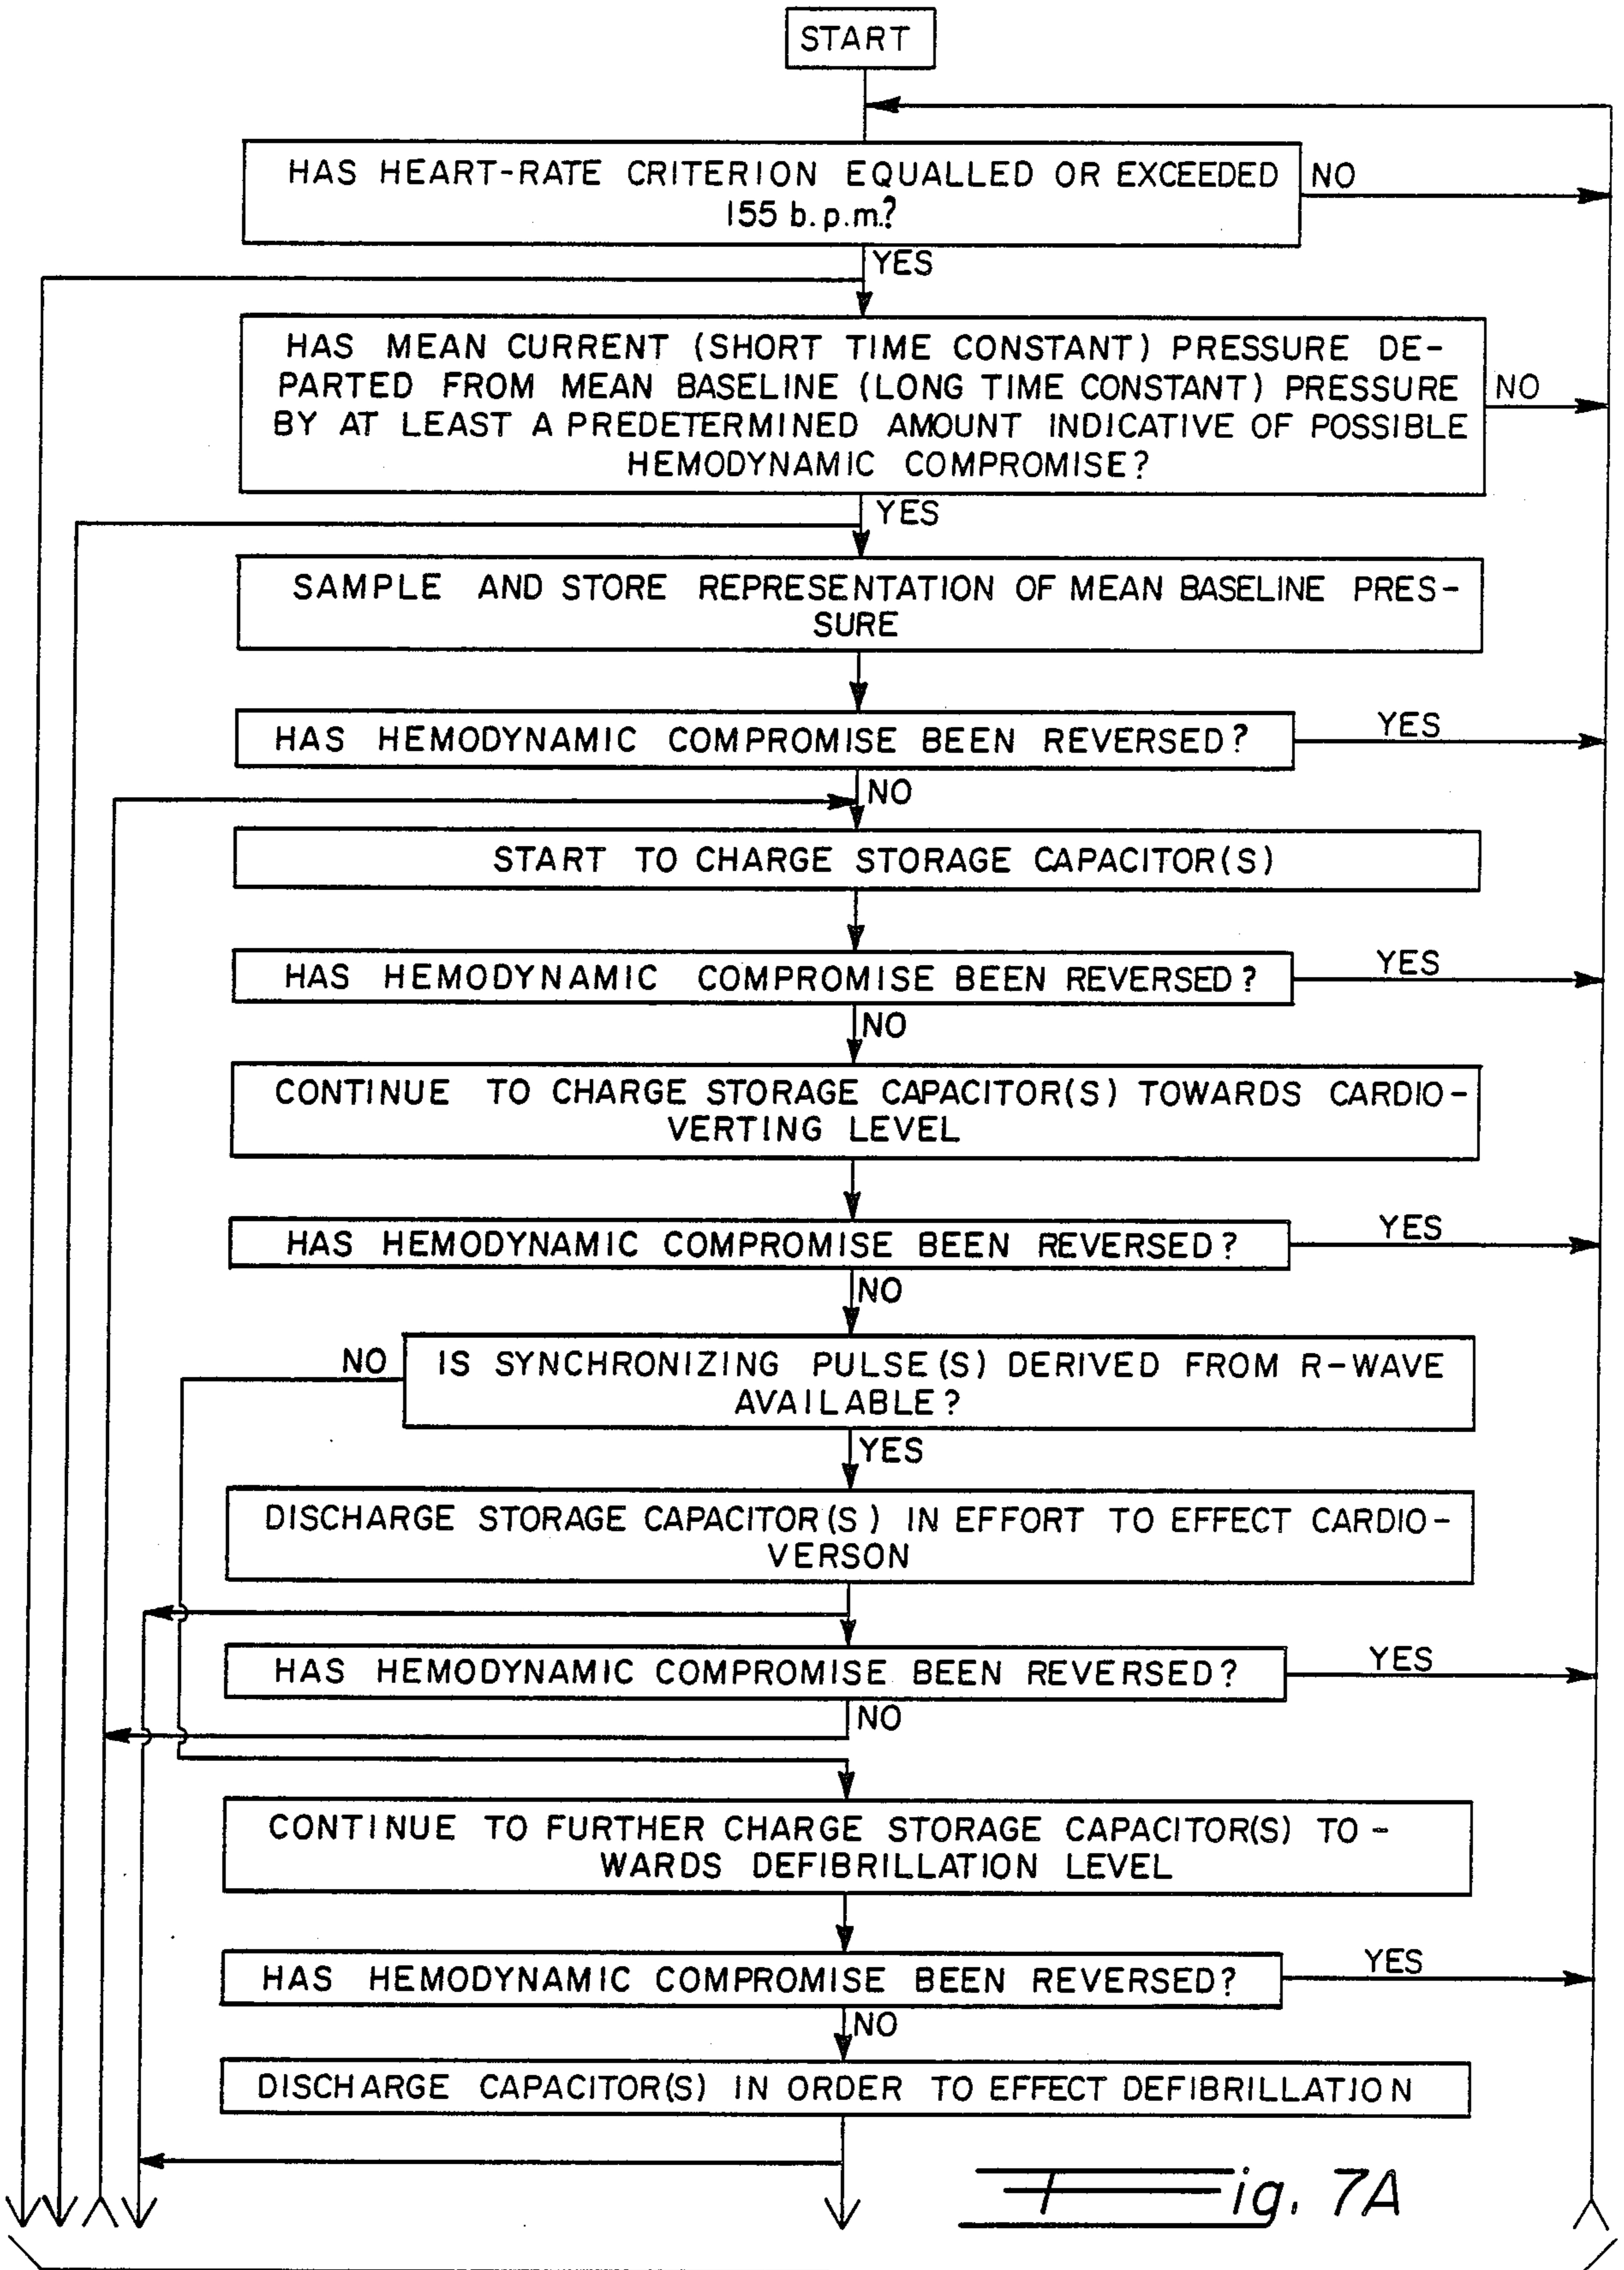 START
HAS HEART-RATE CRITERION EQUALLED OR EXCEEDED
155 b.p.m.?
NO
YES
HAS MEAN CURRENT (SHORT TIME CONSTANT) PRESSURE DE-
PARTED FROM MEAN BASELINE (LONG TIME CONSTANT) PRESSURE
BY AT LEAST A PREDETERMINED AMOUNT INDICATIVE OF POSSIBLE
HEMODYNAMIC COMPROMISE?
NO
YES
SAMPLE AND STORE REPRESENTATION OF MEAN BASELINE PRES-
SURE
HAS HEMODYNAMIC COMPROMISE BEEN REVERSED?
YES
NO
START TO CHARGE STORAGE CAPACITOR(S)
HAS HEMODYNAMIC COMPROMISE BEEN REVERSED?
YES
NO
CONTINUE TO CHARGE STORAGE CAPACITOR(S) TOWARDS CARDIO-
VERTING LEVEL
HAS HEMODYNAMIC COMPROMISE BEEN REVERSED?
YES
NO
NO
IS SYNCHRONIZING PULSE(S) DERIVED FROM R-WAVE
AVAILABLE?
YES
DISCHARGE STORAGE CAPACITOR(S) IN EFFORT TO EFFECT CARDIO-
VERSON
HAS HEMODYNAMIC COMPROMISE BEEN REVERSED?
YES
NO
CONTINUE TO FURTHER CHARGE STORAGE CAPACITOR(S) TO-
WARDS DEFIBRILLATION LEVEL
HAS HEMODYNAMIC COMPROMISE BEEN REVERSED?
YES
NO
DISCHARGE CAPACITOR(S) IN ORDER TO EFFECT DEFIBRILLATION
Fig. 7A